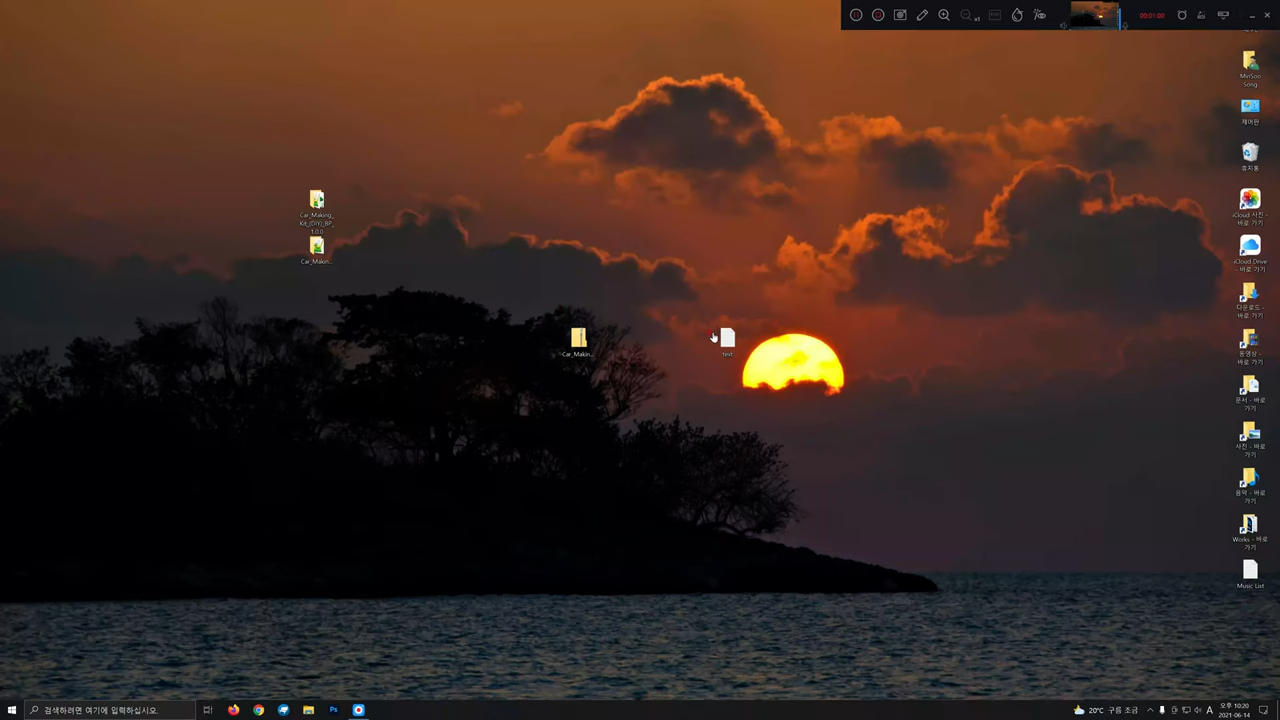 00:01:00
MinSoo
Song
제어판
휴지통
iCloud 사진
- 바로 가기
iCloud Drive
- 바로 가기
다운로드 -
바로 가기
동영상 -
바로 가기
문서 - 바로
가기
사진 - 바로
가기
음악 - 바로
가기
Works - 바로
가기
Music List
Car_Making_
Kit_(DIY)_BP_
1.0.0
Car_Makin...
Car_Makin...
text
검색하려면 여기에 입력하십시오.
Ps
20°C 구름 조금
A
오후 10:20
2021-06-14